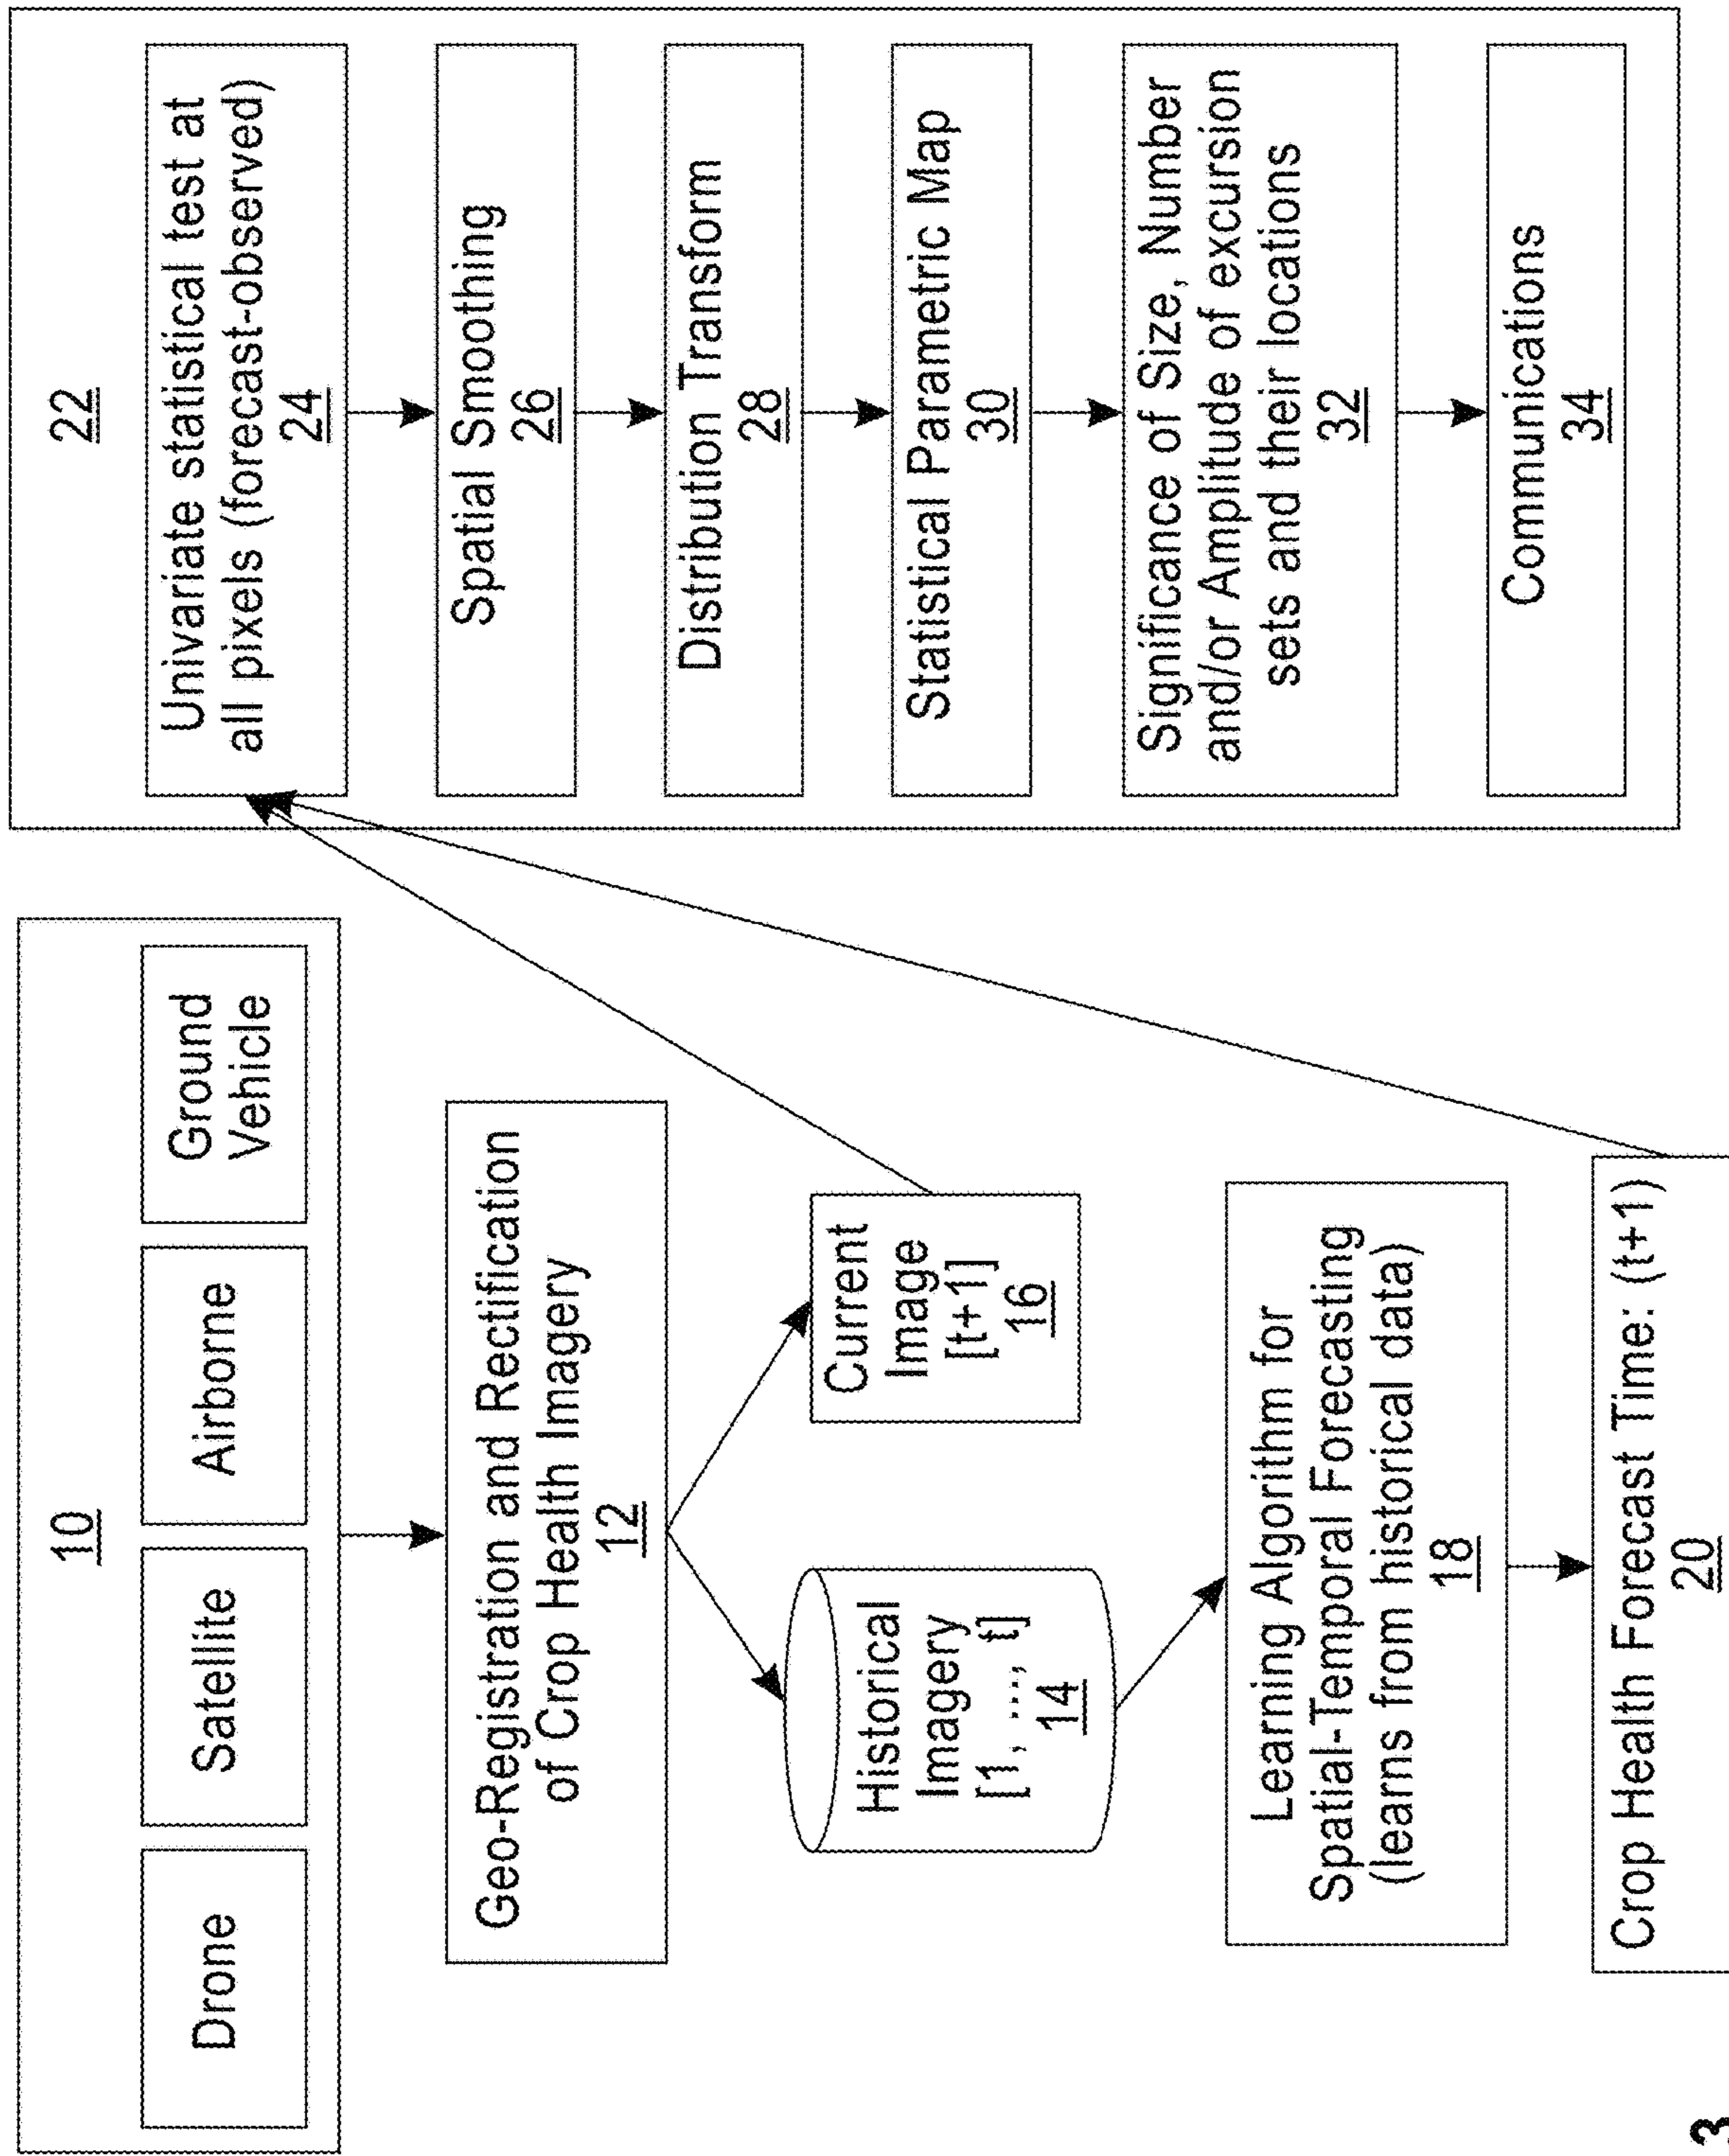 10
Drone
Satellite
Airborne
Ground
Vehicle
Geo-Registration and Rectification
of Crop Health Imagery
12
Historical
Imagery
[1, ..., t]
14
Current
Image
[t+1]
16
Learning Algorithm for
Spatial-Temporal Forecasting
(learns from historical data)
18
Crop Health Forecast Time: (t+1)
20
22
Univariate statistical test at
all pixels (forecast-observed)
24
Spatial Smoothing
26
Distribution Transform
28
Statistical Parametric Map
30
Significance of Size, Number
and/or Amplitude of excursion
sets and their locations
32
Communications
34
3